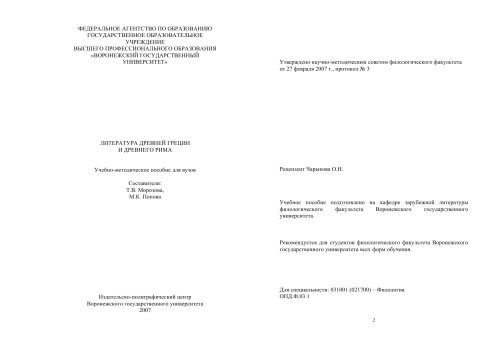 ФЕДЕРАЛЬНОЕ АГЕНТСТВО ПО ОБРАЗОВАНИЮ
ГОСУДАРСТВЕННОЕ ОБРАЗОВАТЕЛЬНОЕ
УЧРЕЖДЕНИЕ
ВЫСШЕГО ПРОФЕССИОНАЛЬНОГО ОБРАЗОВАНИЯ
«ВОРОНЕЖСКИЙ ГОСУДАРСТВЕННЫЙ
УНИВЕРСИТЕТ»
ЛИТЕРАТУРА ДРЕВНЕЙ ГРЕЦИИ
И ДРЕВНЕГО РИМА
Учебно-методическое пособие для вузов
Составители:
Т.В. Морозова,
М.К. Попова
Издательско-полиграфический центр
Воронежского государственного университета
2007
Утверждено научно-методическим советом филологического факультета
от 27 февраля 2007 г., протокол № 3
Рецензент Чарыкова О.Н.
Учебное пособие подготовлено на кафедре зарубежной литературы
филологического факультета Воронежского государственного
университета.
Рекомендуется для студентов филологического факультета Воронежского
государственного университета всех форм обучения.
Для специальности: 031001 (021700) – Филология
ОПД.Ф.03.1
2